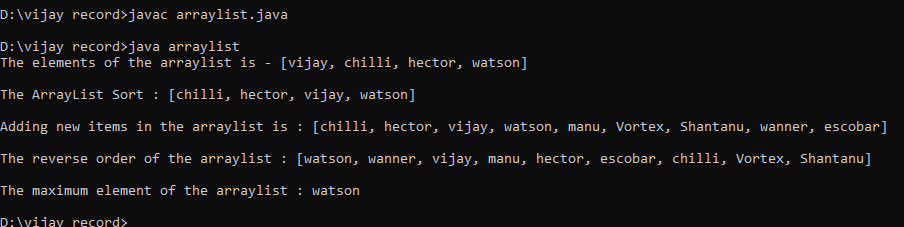 D:\vijay record>javac arraylist.java
D:\vijay record>java arraylist
The elements of the arraylist is - [vijay, chilli, hector, watson]
The ArrayList Sort : [chilli, hector, vijay, watson]
Adding new items in the arraylist is : [chilli, hector, vijay, watson, manu, Vortex, Shantanu, wanner, escobar]
The reverse order of the arraylist : [watson, wanner, vijay, manu, hector, escobar, chilli, Vortex, Shantanu]
The maximum element of the arraylist : watson
D:\vijay record>